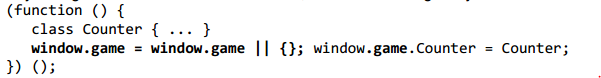 (function () {
class Counter { ... }
window.game = window.game || {}; window.game.Counter = Counter;
}) ();